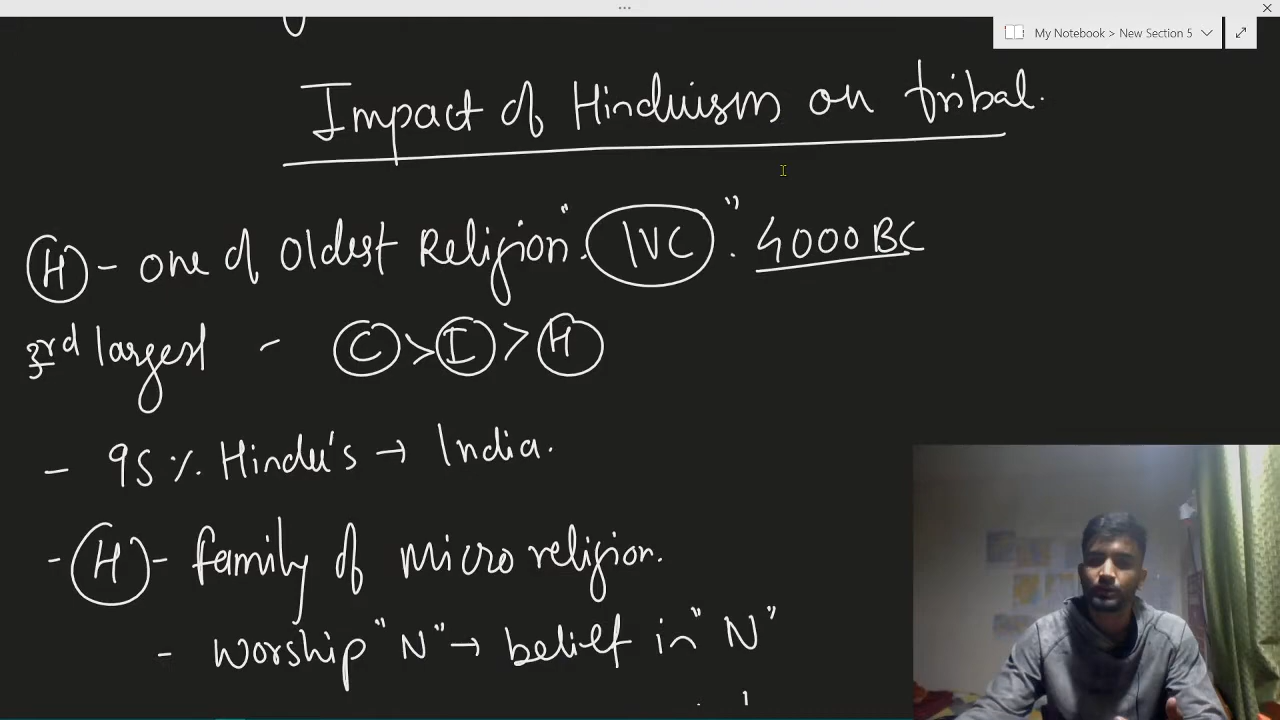 My Notebook > New Section 5
Impact of Hinduism on tribal.
(H) - one of oldest Religion". (IVC)". 4000 BC
3rd largest - (C) > (I) > (H)
- 95 % Hindu's → India.
- (H) - family of micro religion.
- worship "N" → belief in "N"